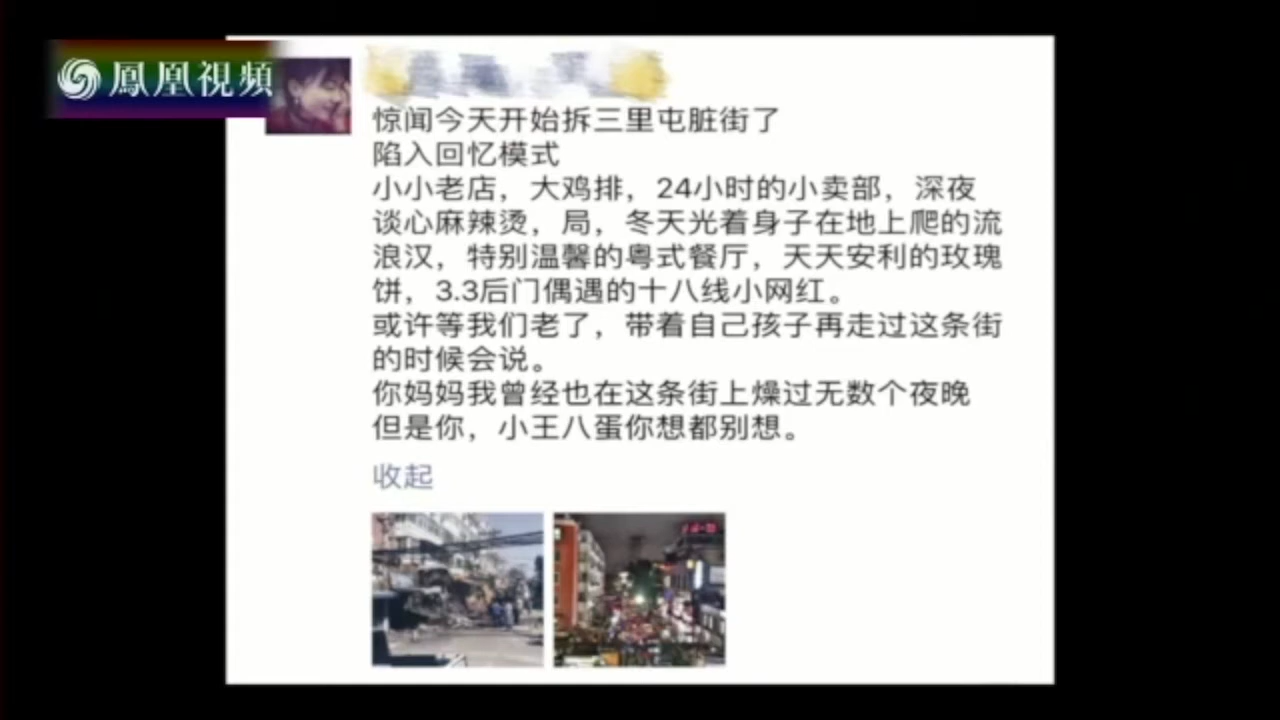 鳳凰視頻
惊闻今天开始拆三里屯脏街了
陷入回忆模式
小小老店，大鸡排，24小时的小卖部，深夜
谈心麻辣烫，局，冬天光着身子在地上爬的流
浪汉，特别温馨的粤式餐厅，天天安利的玫瑰
饼，3.3后门偶遇的十八线小网红。
或许等我们老了，带着自己孩子再走过这条街
的时候会说。
你妈妈我曾经也在这条街上燥过无数个夜晚
但是你，小王八蛋你想都别想。
收起